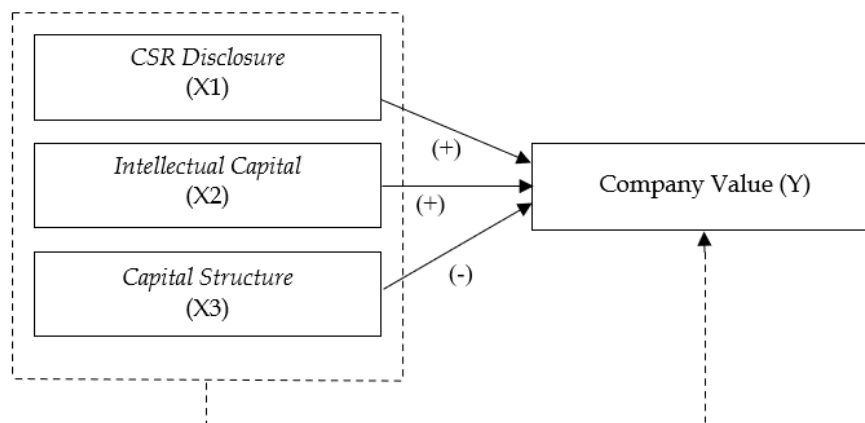 CSR Disclosure
(X1)
(+)
Intellectual Capital
(X2)
(+)
Company Value (Y)
Capital Structure
(X3)
(-)